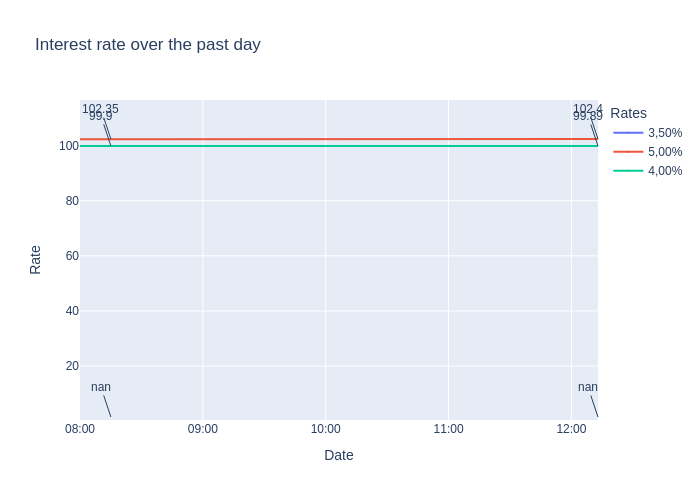 Interest rate over the past day
102.35
99.9
102.4
99.89
Rates
3,50%
5,00%
4,00%
100
80
60
40
20
Rate
nan
nan
08:00
09:00
10:00
11:00
12:00
Date